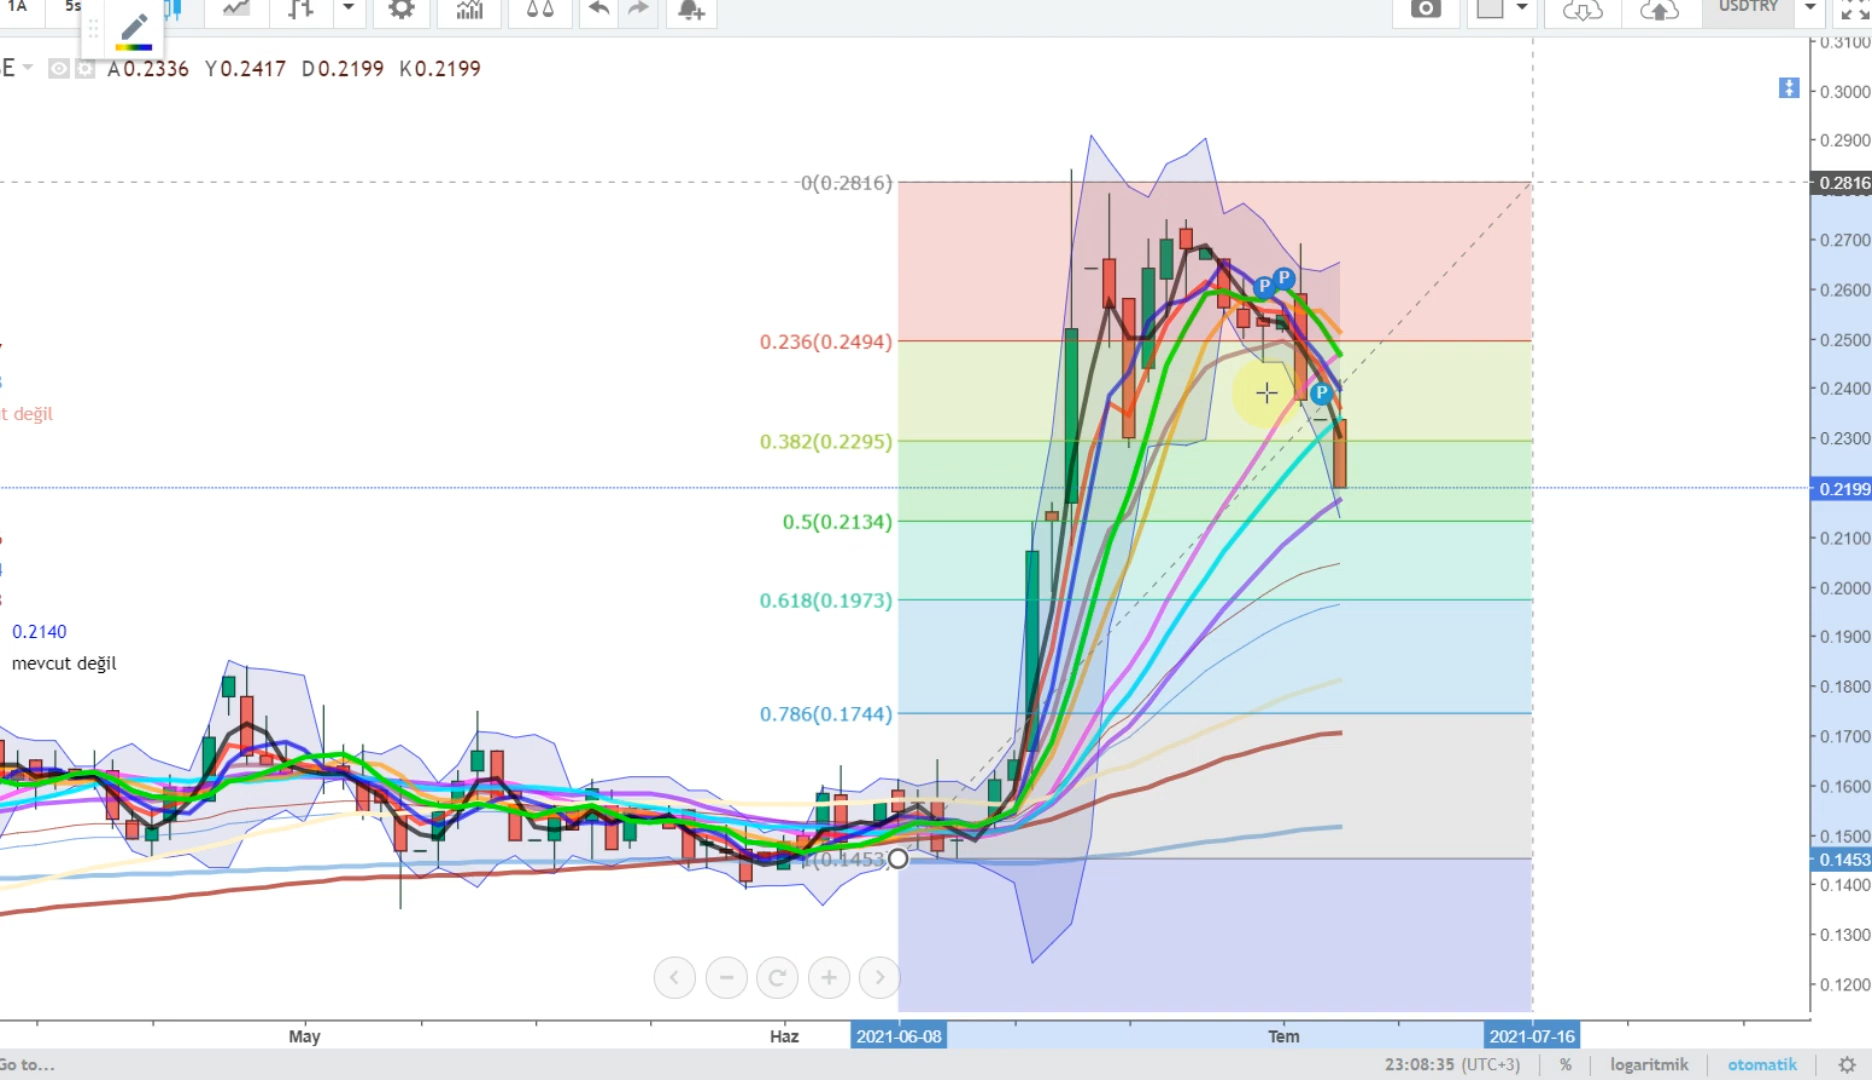 1A 5s USDTRY
SE A0.2336 Y0.2417 D0.2199 K0.2199
0.3100
0.3000
0.2900
0(0.2816) 0.2816
0.2700
P P
0.2600
0.236(0.2494) 0.2500
P 0.2400
t değil
0.382(0.2295) 0.2300
0.2199
0.5(0.2134)
0.2100
0.618(0.1973) 0.2000
0.2140 0.1900
mevcut değil
0.1800
0.786(0.1744) 0.1700
0.1600
0.1500
(0.1453) 0.1453
0.1400
0.1300
0.1200
May Haz 2021-06-08 Tem 2021-07-16
Go to... 23:08:35 (UTC+3) % logaritmik otomatik